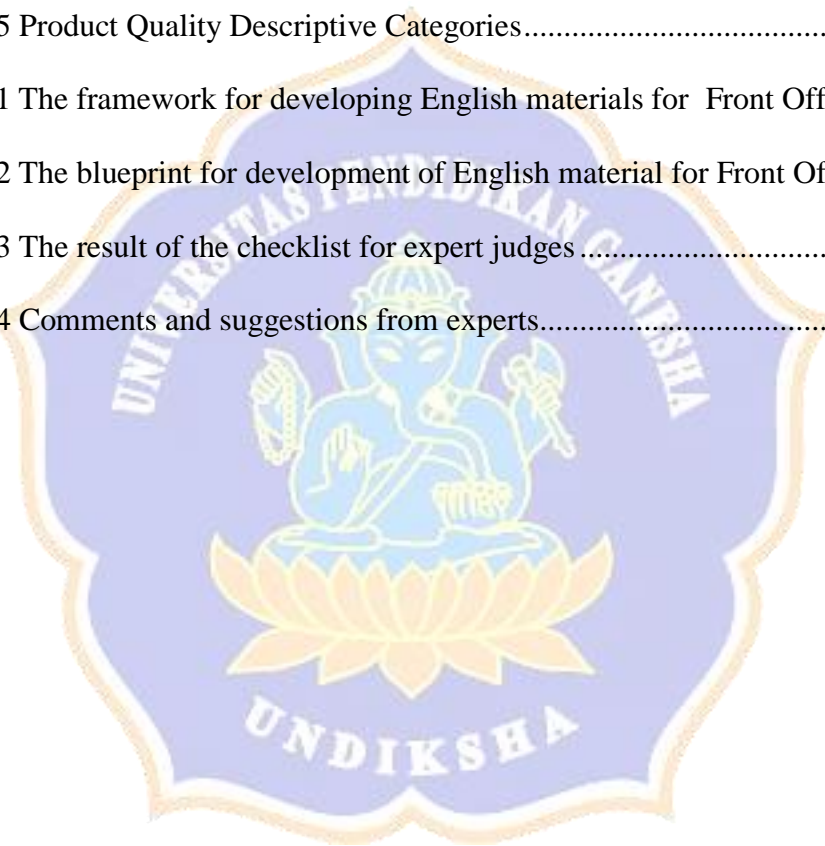 5 Product Quality Descriptive Categories....................................
1 The framework for developing English materials for Front Off
2 The blueprint for development of English material for Front Of
3 The result of the checklist for expert judges.............................
4 Comments and suggestions from experts..................................
UNIVERSITAS PENDIDIKAN GANESHA
UNDIKSHA